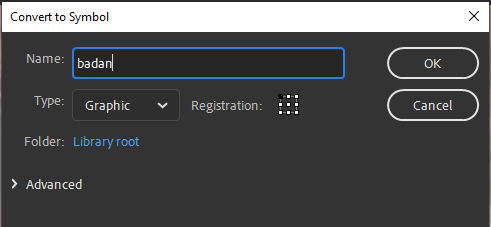 Convert to Symbol
Name: badan OK
Type: Graphic Registration: Cancel
Folder: Library root
Advanced